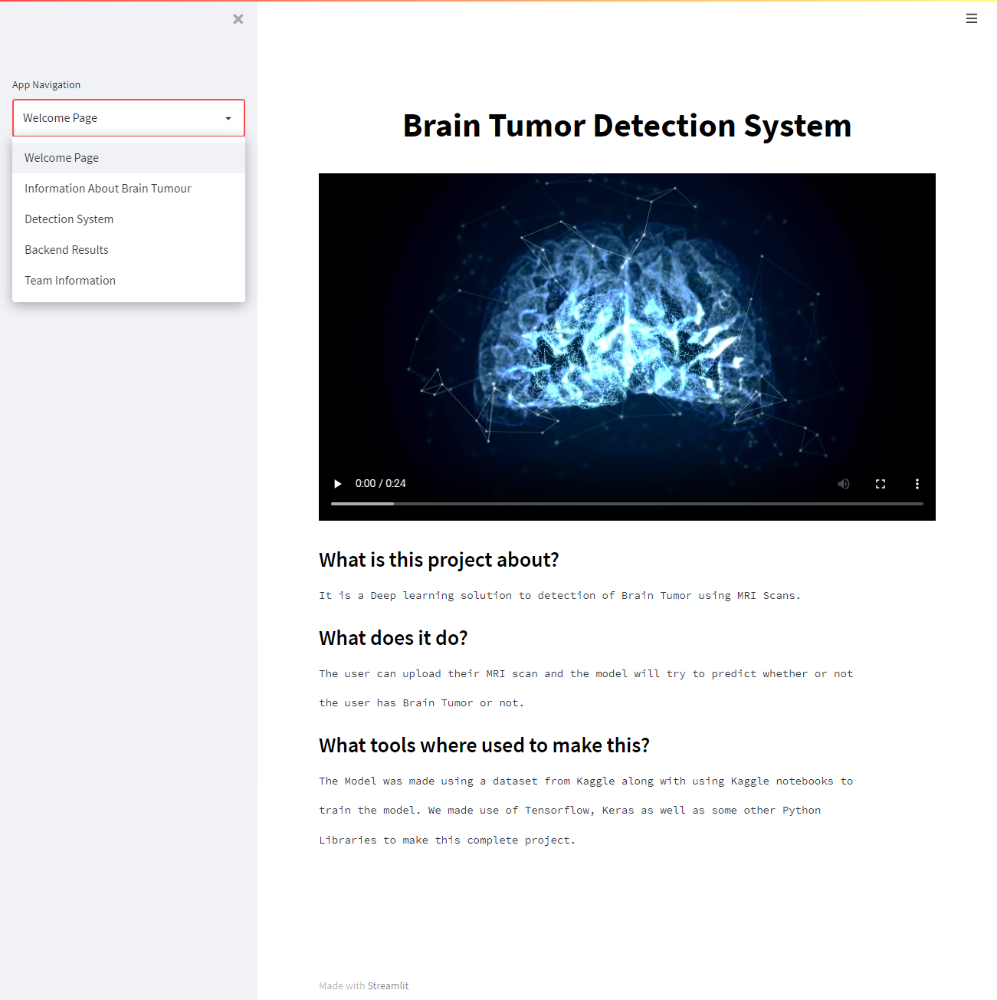 App Navigation
Welcome Page
Welcome Page
Information About Brain Tumour
Detection System
Backend Results
Team Information
Brain Tumor Detection System
0:00 / 0:24
What is this project about?
It is a Deep learning solution to detection of Brain Tumor using MRI Scans.
What does it do?
The user can upload their MRI scan and the model will try to predict whether or not
the user has Brain Tumor or not.
What tools where used to make this?
The Model was made using a dataset from Kaggle along with using Kaggle notebooks to
train the model. We made use of Tensorflow, Keras as well as some other Python
Libraries to make this complete project.
Made with Streamlit